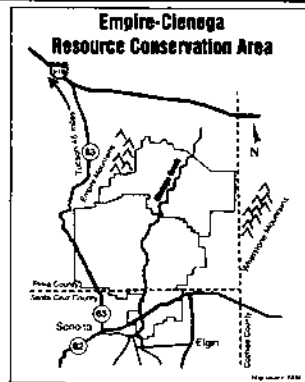 Empire-Cienega
Resource Conservation Area
Tucson 46 miles
83
Empire Mountains
N
Whetstone Mountains
Pima County
Santa Cruz County
Cochise County
83
Sonoita
82
Elgin